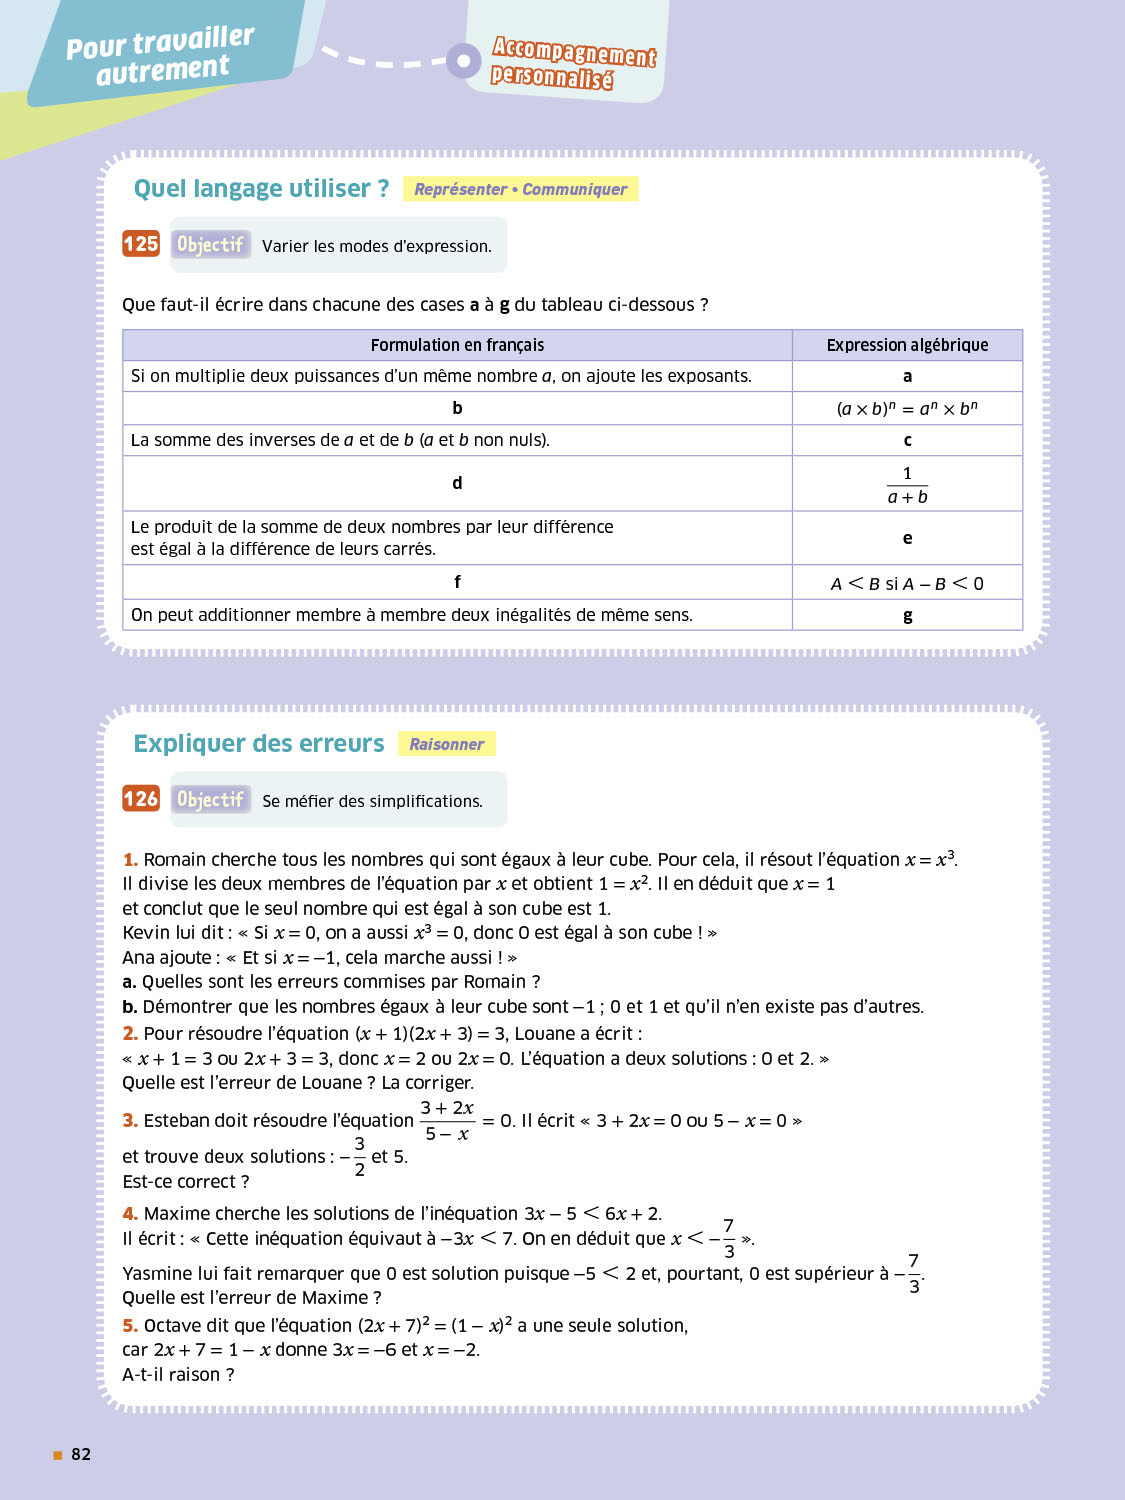 Pour travailler
autrement
Accompagnement
personnalisé
Quel langage utiliser ? Représenter • Communiquer
125 Objectif Varier les modes d'expression.
Que faut-il écrire dans chacune des cases a à g du tableau ci-dessous ?
Formulation en français Expression algébrique
Si on multiplie deux puissances d'un même nombre a, on ajoute les exposants. a
b (a × b)ⁿ = aⁿ × bⁿ
La somme des inverses de a et de b (a et b non nuls). c
d 1/(a + b)
Le produit de la somme de deux nombres par leur différence
est égal à la différence de leurs carrés. e
f A < B si A − B < 0
On peut additionner membre à membre deux inégalités de même sens. g
Expliquer des erreurs Raisonner
126 Objectif Se méfier des simplifications.
1. Romain cherche tous les nombres qui sont égaux à leur cube. Pour cela, il résout l'équation x = x³.
Il divise les deux membres de l'équation par x et obtient 1 = x². Il en déduit que x = 1
et conclut que le seul nombre qui est égal à son cube est 1.
Kevin lui dit : « Si x = 0, on a aussi x³ = 0, donc 0 est égal à son cube ! »
Ana ajoute : « Et si x = −1, cela marche aussi ! »
a. Quelles sont les erreurs commises par Romain ?
b. Démontrer que les nombres égaux à leur cube sont −1 ; 0 et 1 et qu'il n'en existe pas d'autres.
2. Pour résoudre l'équation (x + 1)(2x + 3) = 3, Louane a écrit :
« x + 1 = 3 ou 2x + 3 = 3, donc x = 2 ou 2x = 0. L'équation a deux solutions : 0 et 2. »
Quelle est l'erreur de Louane ? La corriger.
3. Esteban doit résoudre l'équation (3 + 2x)/(5 − x) = 0. Il écrit « 3 + 2x = 0 ou 5 − x = 0 »
et trouve deux solutions : −3/2 et 5.
Est-ce correct ?
4. Maxime cherche les solutions de l'inéquation 3x − 5 < 6x + 2.
Il écrit : « Cette inéquation équivaut à −3x < 7. On en déduit que x < −7/3 ».
Yasmine lui fait remarquer que 0 est solution puisque −5 < 2 et, pourtant, 0 est supérieur à −7/3.
Quelle est l'erreur de Maxime ?
5. Octave dit que l'équation (2x + 7)² = (1 − x)² a une seule solution,
car 2x + 7 = 1 − x donne 3x = −6 et x = −2.
A-t-il raison ?
82